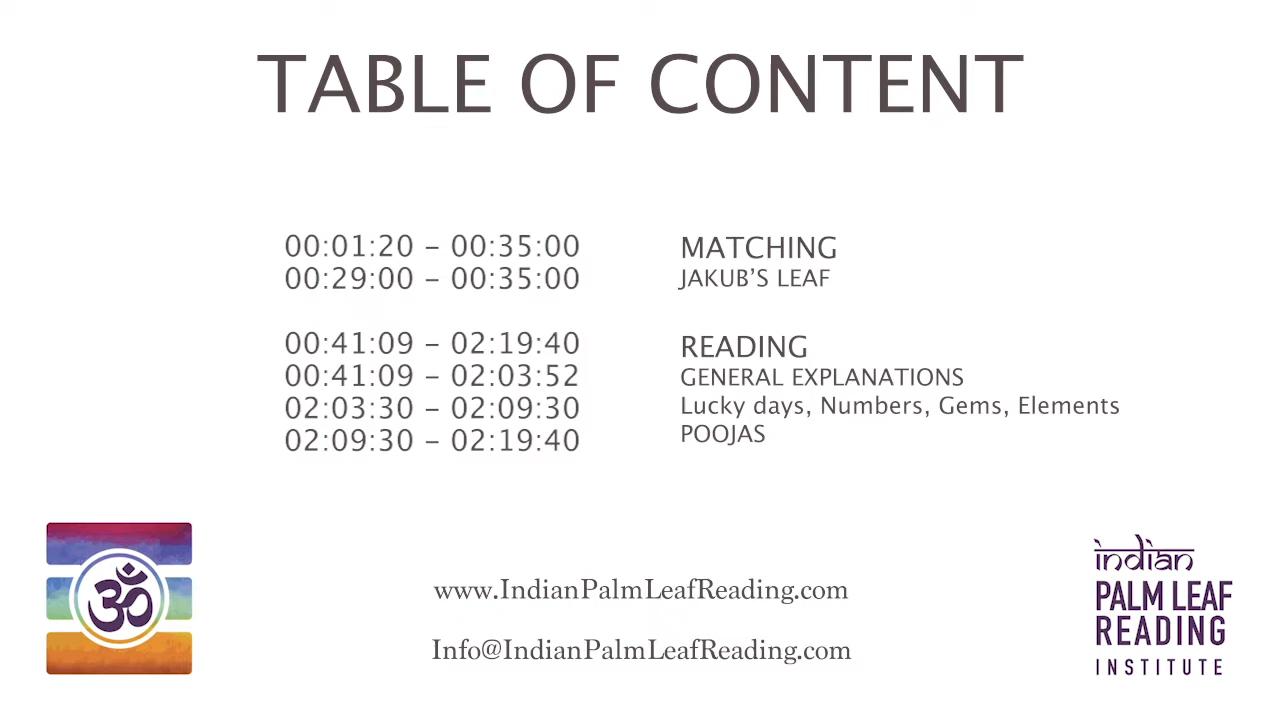 TABLE OF CONTENT
00:01:20 – 00:35:00 MATCHING
00:29:00 – 00:35:00 JAKUB’S LEAF
00:41:09 – 02:19:40 READING
00:41:09 – 02:03:52 GENERAL EXPLANATIONS
02:03:30 – 02:09:30 Lucky days, Numbers, Gems, Elements
02:09:30 – 02:19:40 POOJAS
ॐ
www.IndianPalmLeafReading.com
Info@IndianPalmLeafReading.com
indian
PALM LEAF
READING
INSTITUTE